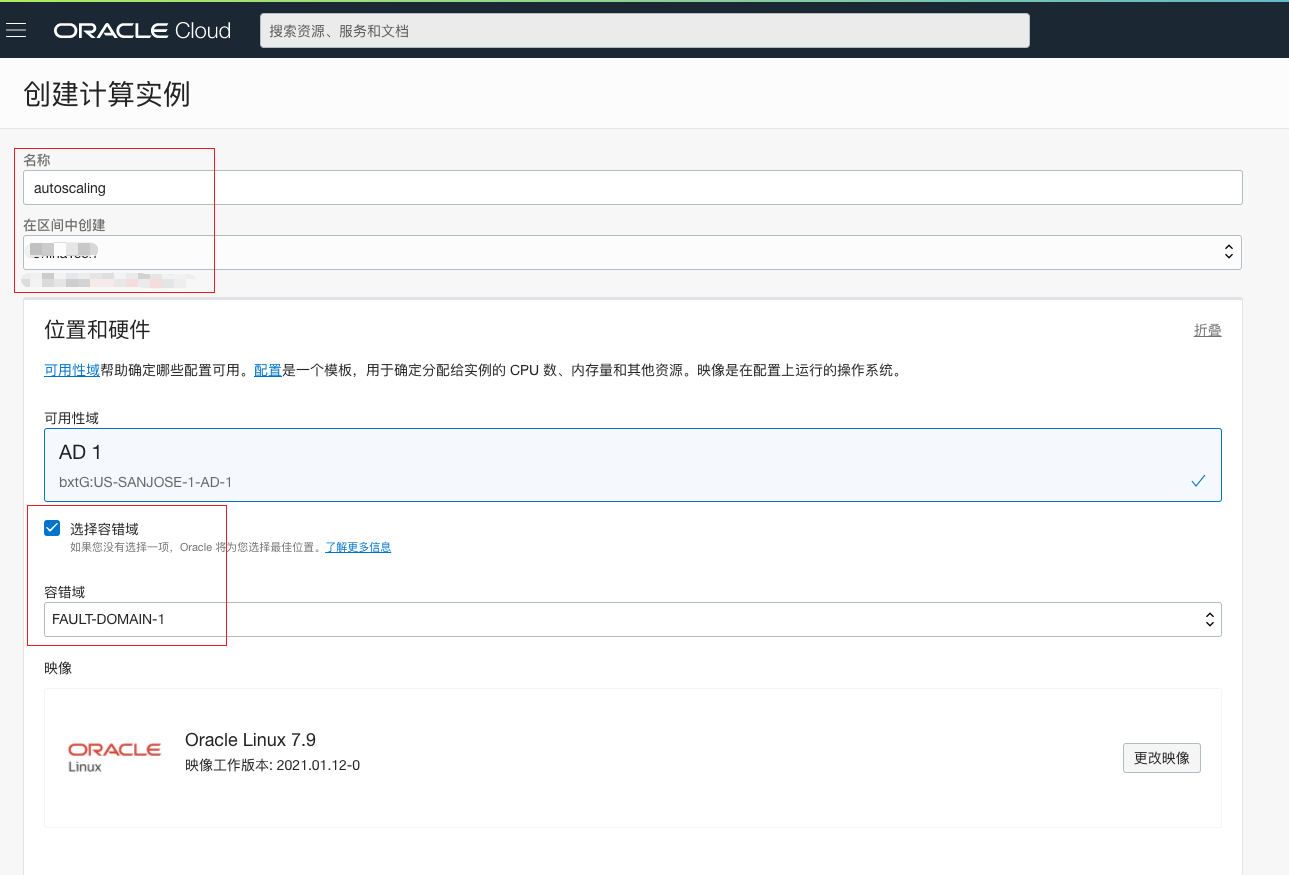 ORACLE Cloud
搜索资源、服务和文档
创建计算实例
名称
autoscaling
在区间中创建
位置和硬件
折叠
可用性域帮助确定哪些配置可用。配置是一个模板，用于确定分配给实例的 CPU 数、内存量和其他资源。映像是在配置上运行的操作系统。
可用性域
AD 1
bxtG:US-SANJOSE-1-AD-1
选择容错域
如果您没有选择一项，Oracle 将为您选择最佳位置。了解更多信息
容错域
FAULT-DOMAIN-1
映像
ORACLE
Linux
Oracle Linux 7.9
映像工作版本: 2021.01.12-0
更改映像